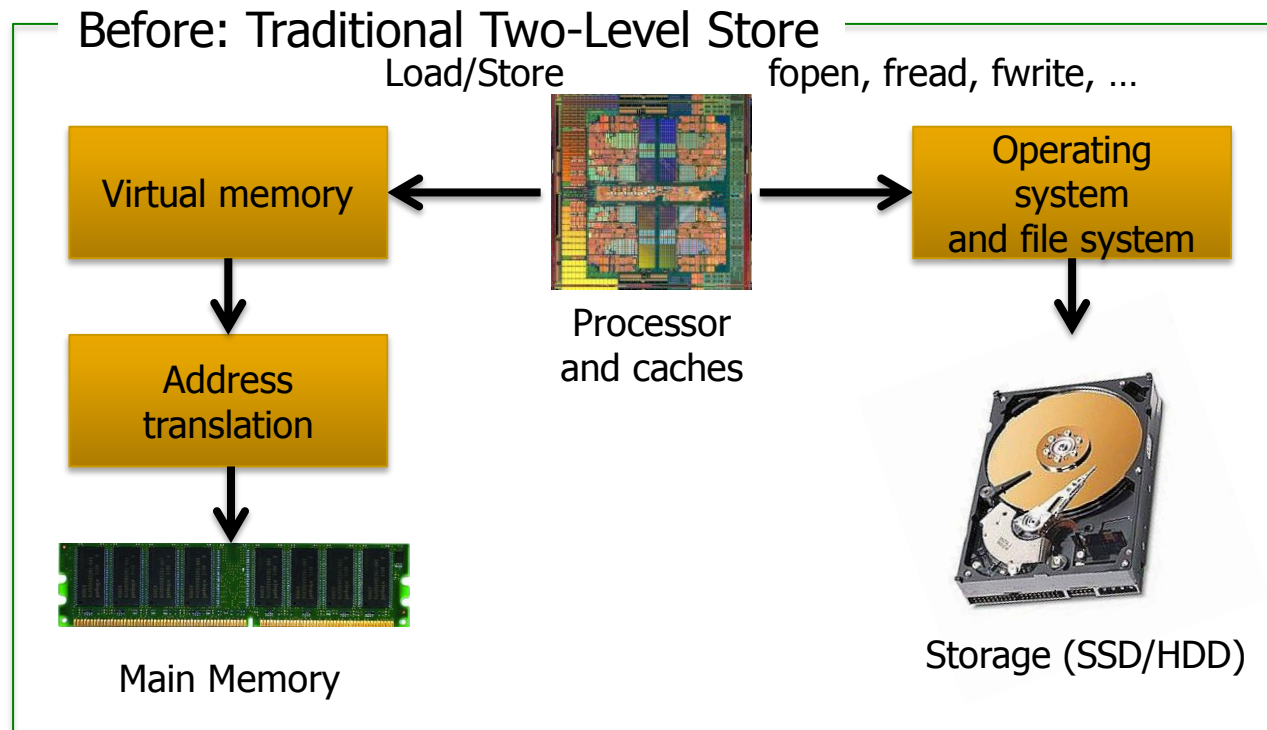 Before: Traditional Two-Level Store
Load/Store
fopen, fread, fwrite, …
Virtual memory
Operating
system
and file system
Processor
and caches
Address
translation
Main Memory
Storage (SSD/HDD)